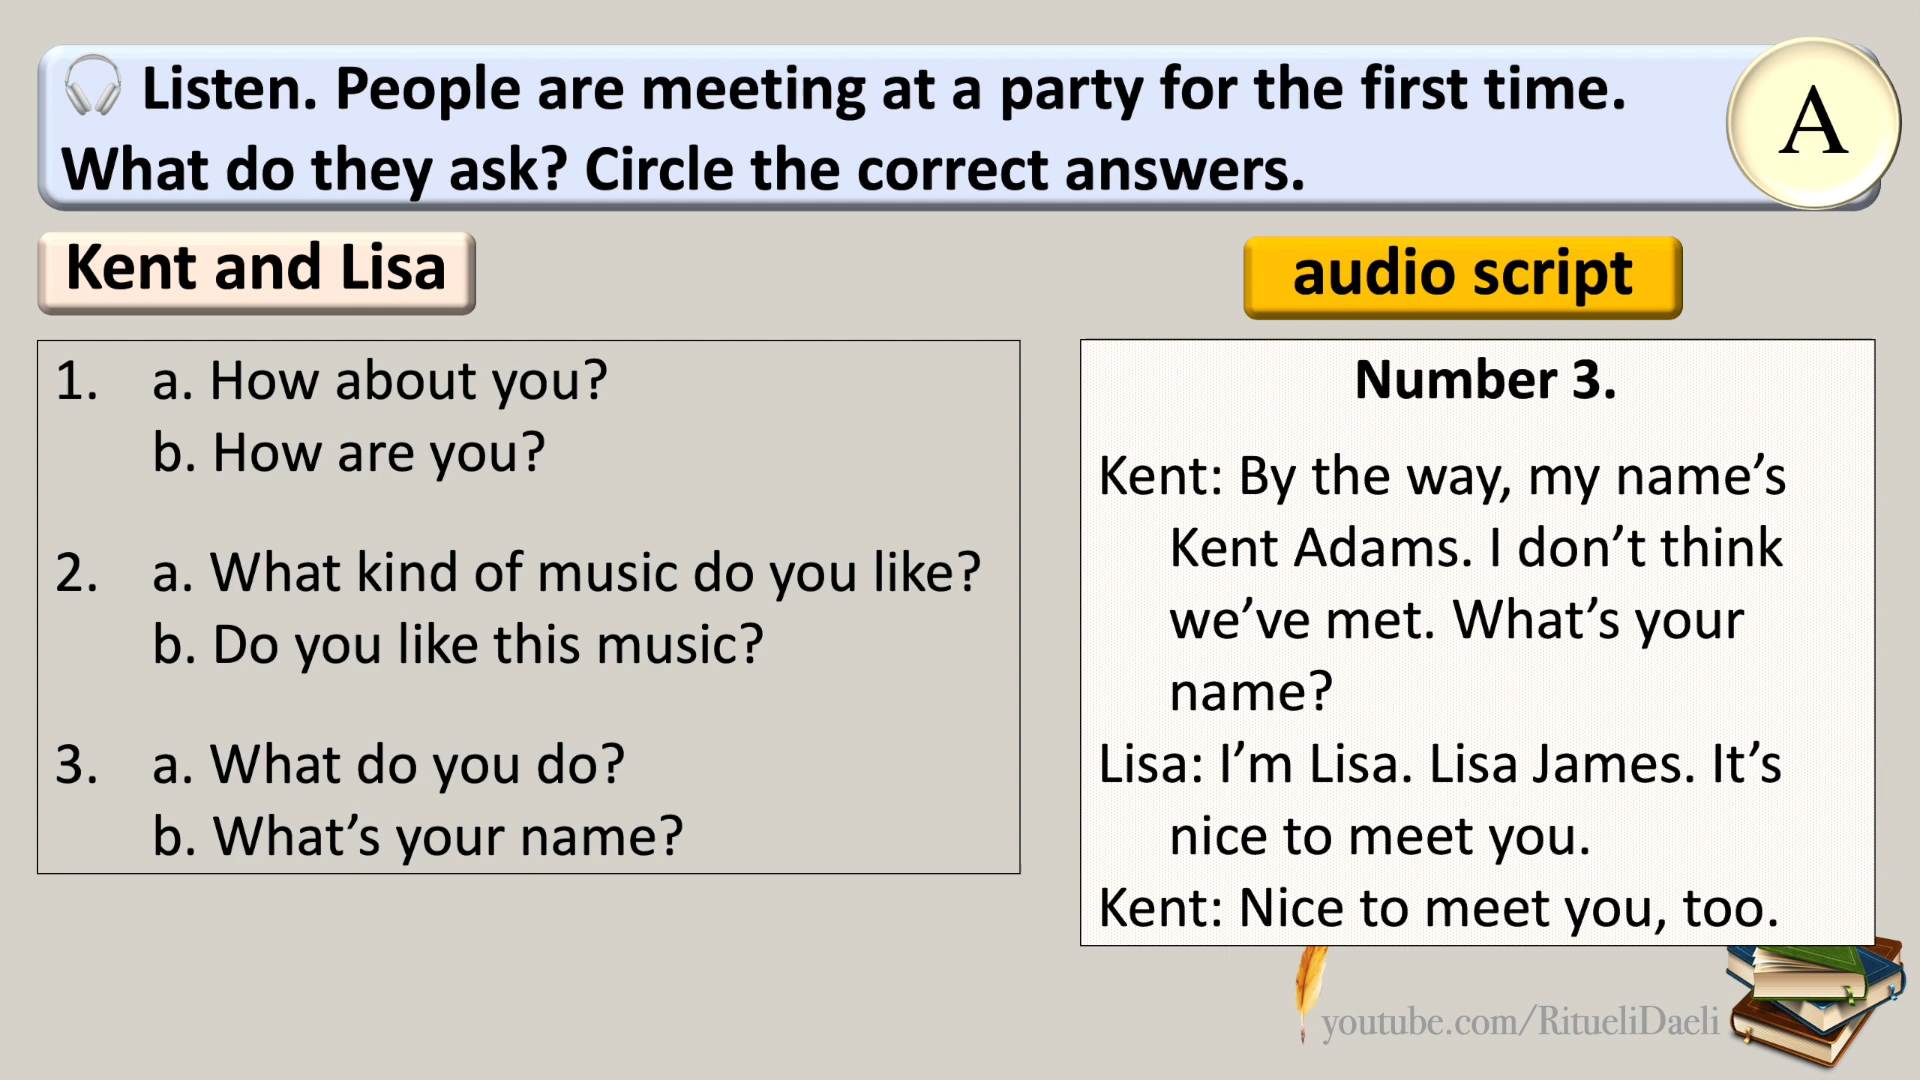 Listen. People are meeting at a party for the first time.
What do they ask? Circle the correct answers.
A
Kent and Lisa
1. a. How about you?
b. How are you?
2. a. What kind of music do you like?
b. Do you like this music?
3. a. What do you do?
b. What’s your name?
audio script
Number 3.
Kent: By the way, my name’s
Kent Adams. I don’t think
we’ve met. What’s your
name?
Lisa: I’m Lisa. Lisa James. It’s
nice to meet you.
Kent: Nice to meet you, too.
youtube.com/RitueliDaeli